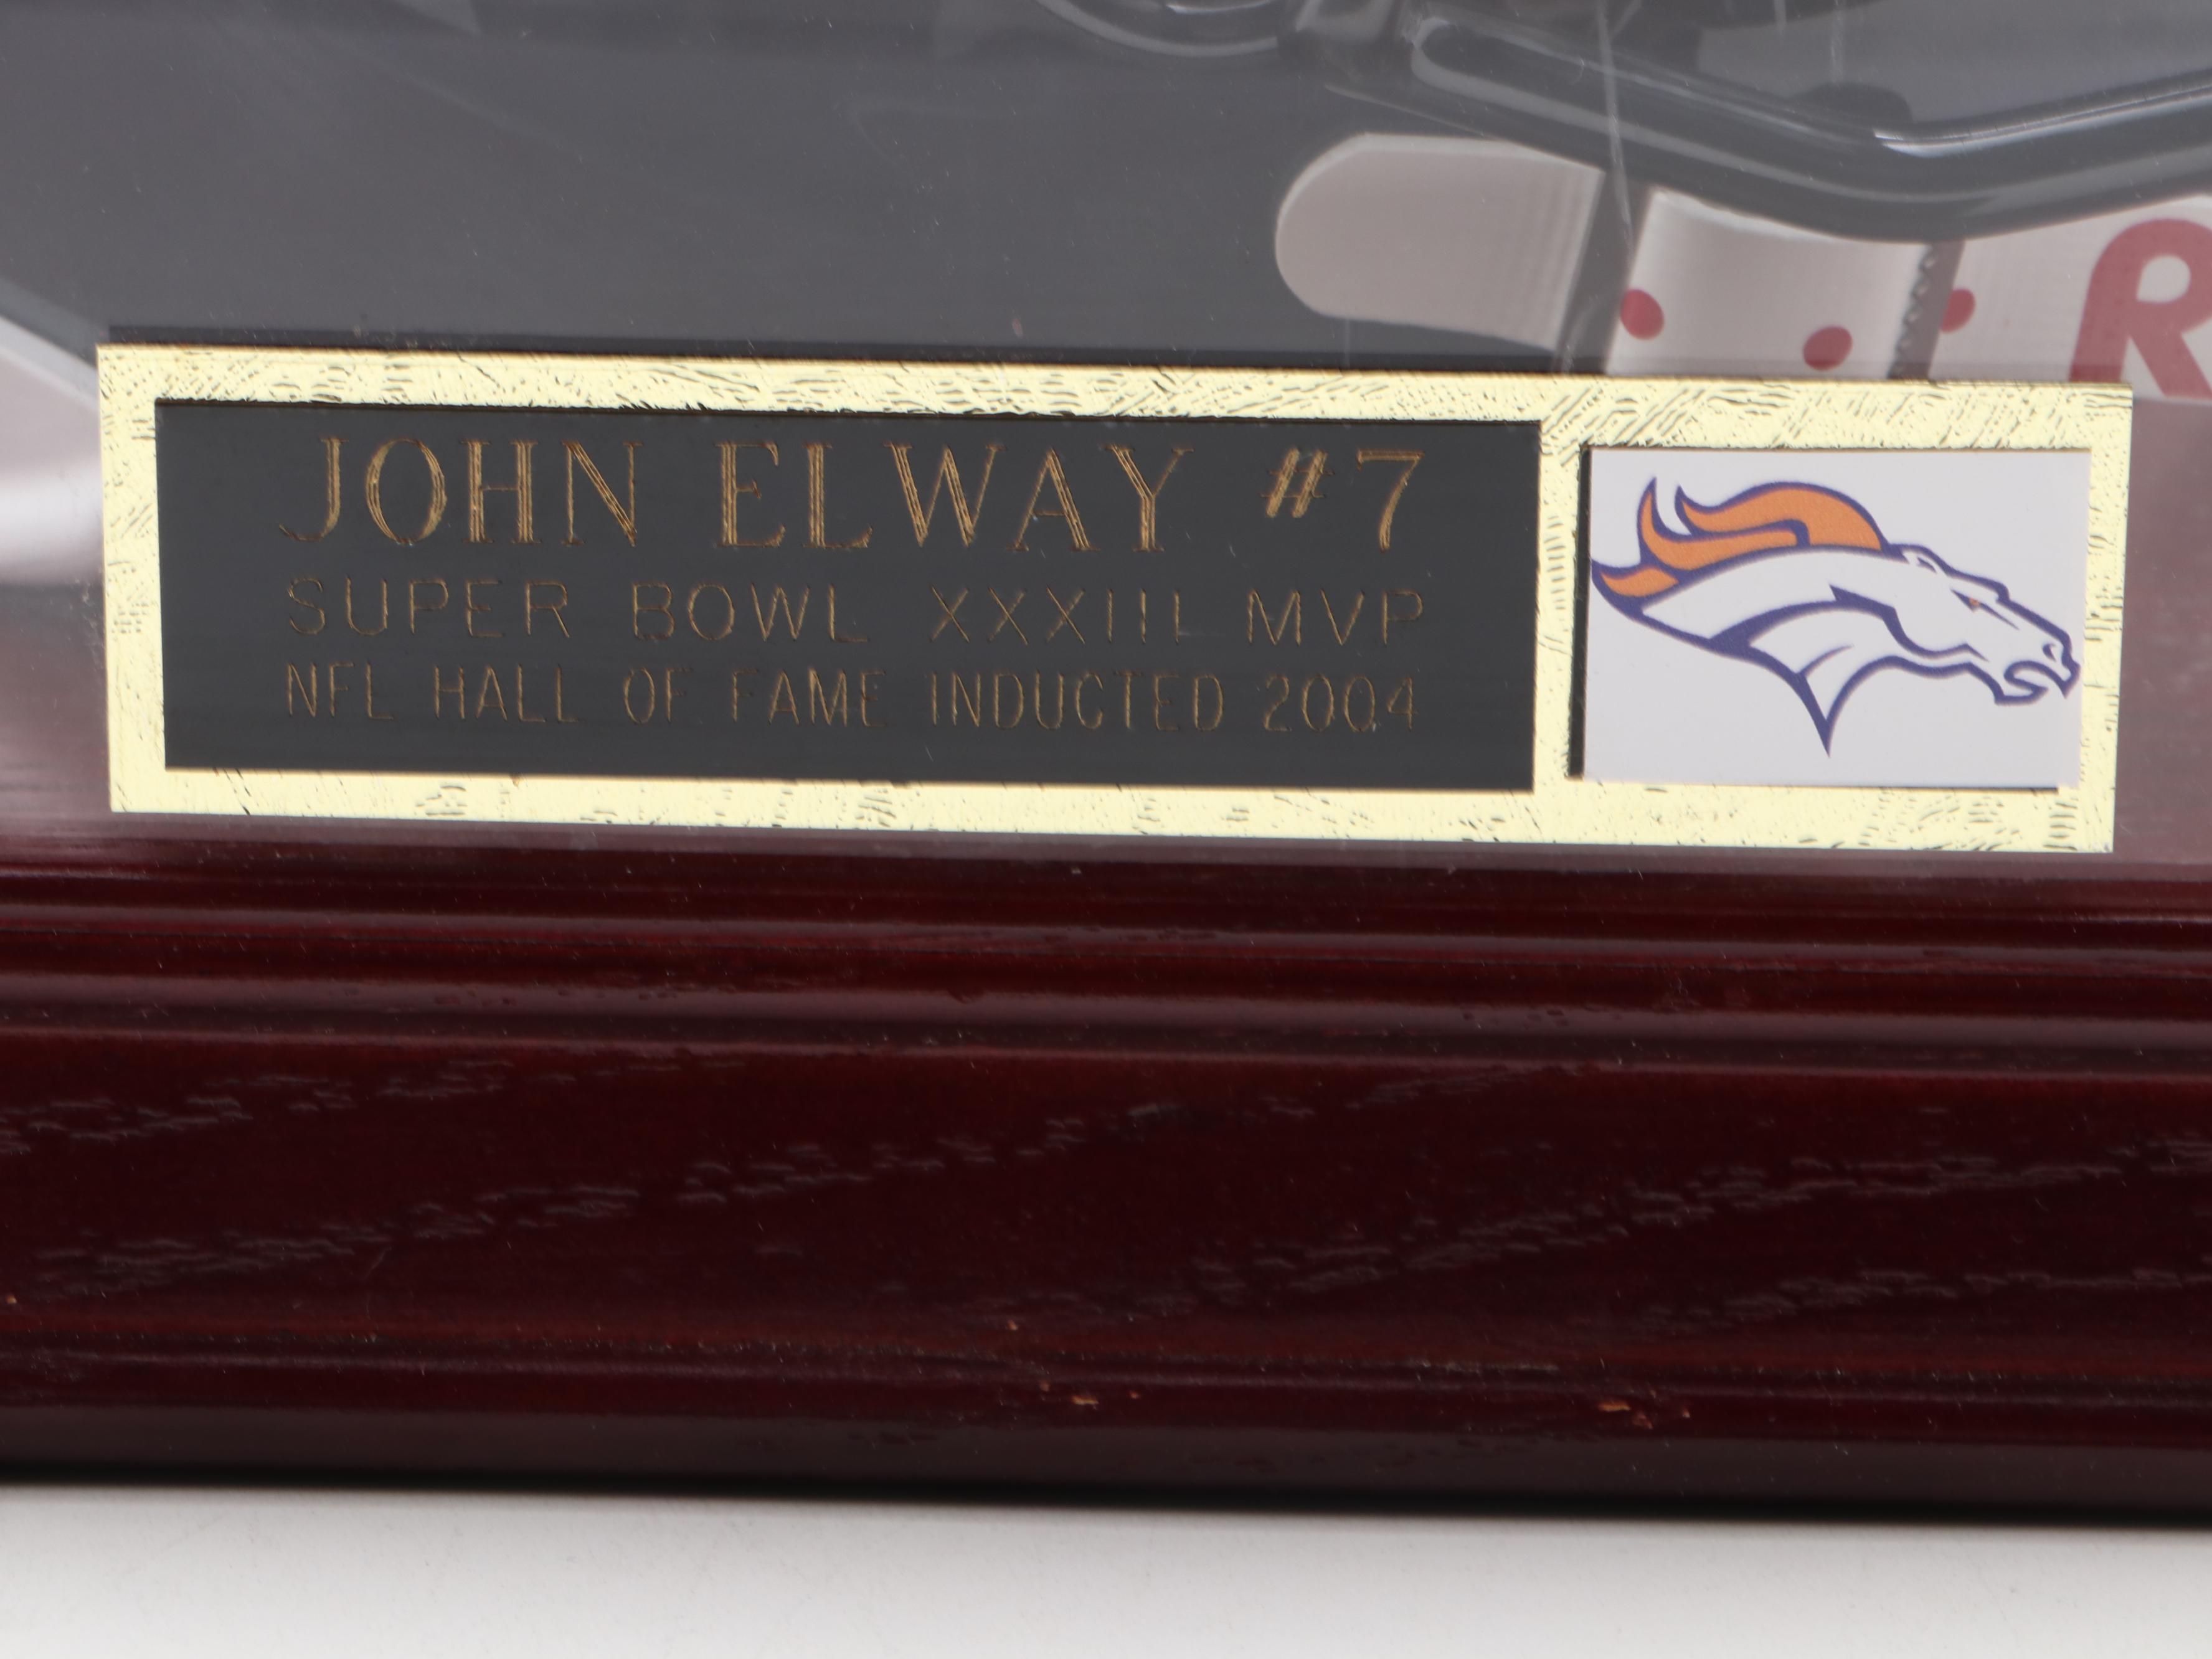 R
JOHN ELWAY #7
SUPER BOWL XXXIII MVP
NFL HALL OF FAME INDUCTED 2004